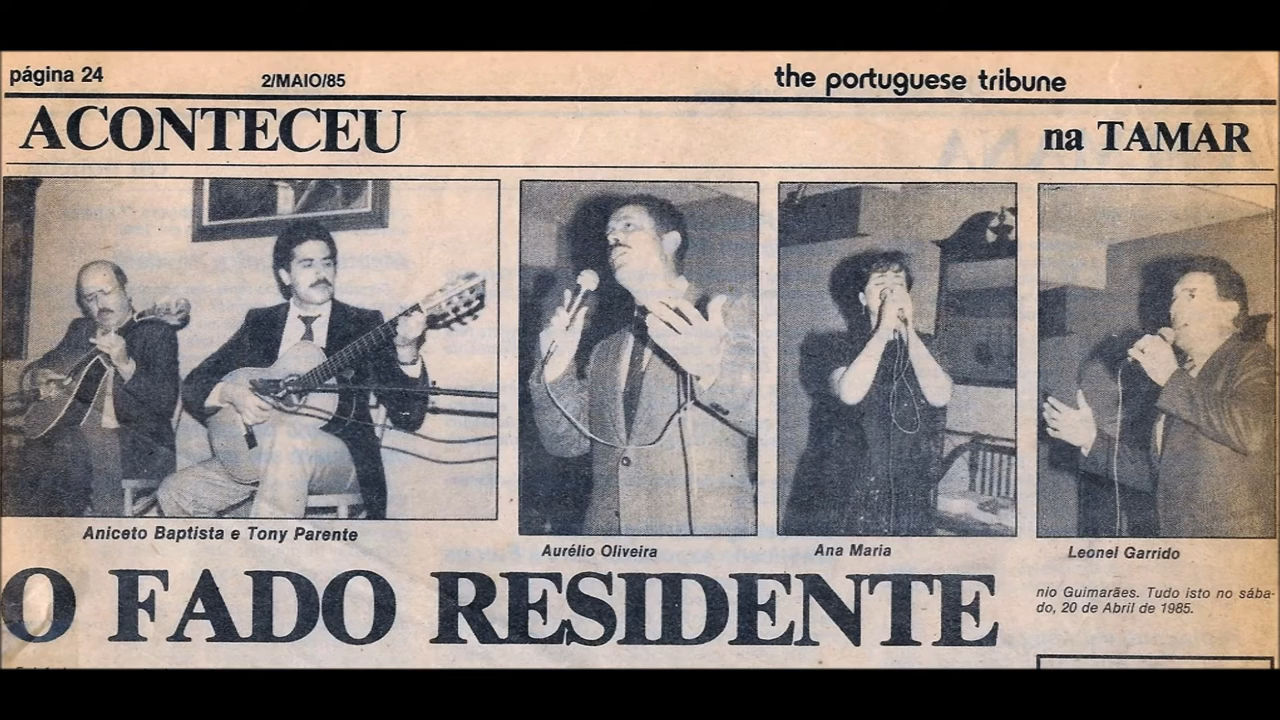 página 24
2/MAIO/85
the portuguese tribune
ACONTECEU
na TAMAR
Aniceto Baptista e Tony Parente
Aurélio Oliveira
Ana Maria
Leonel Garrido
O FADO RESIDENTE
nio Guimarães. Tudo isto no sába-
do, 20 de Abril de 1985.